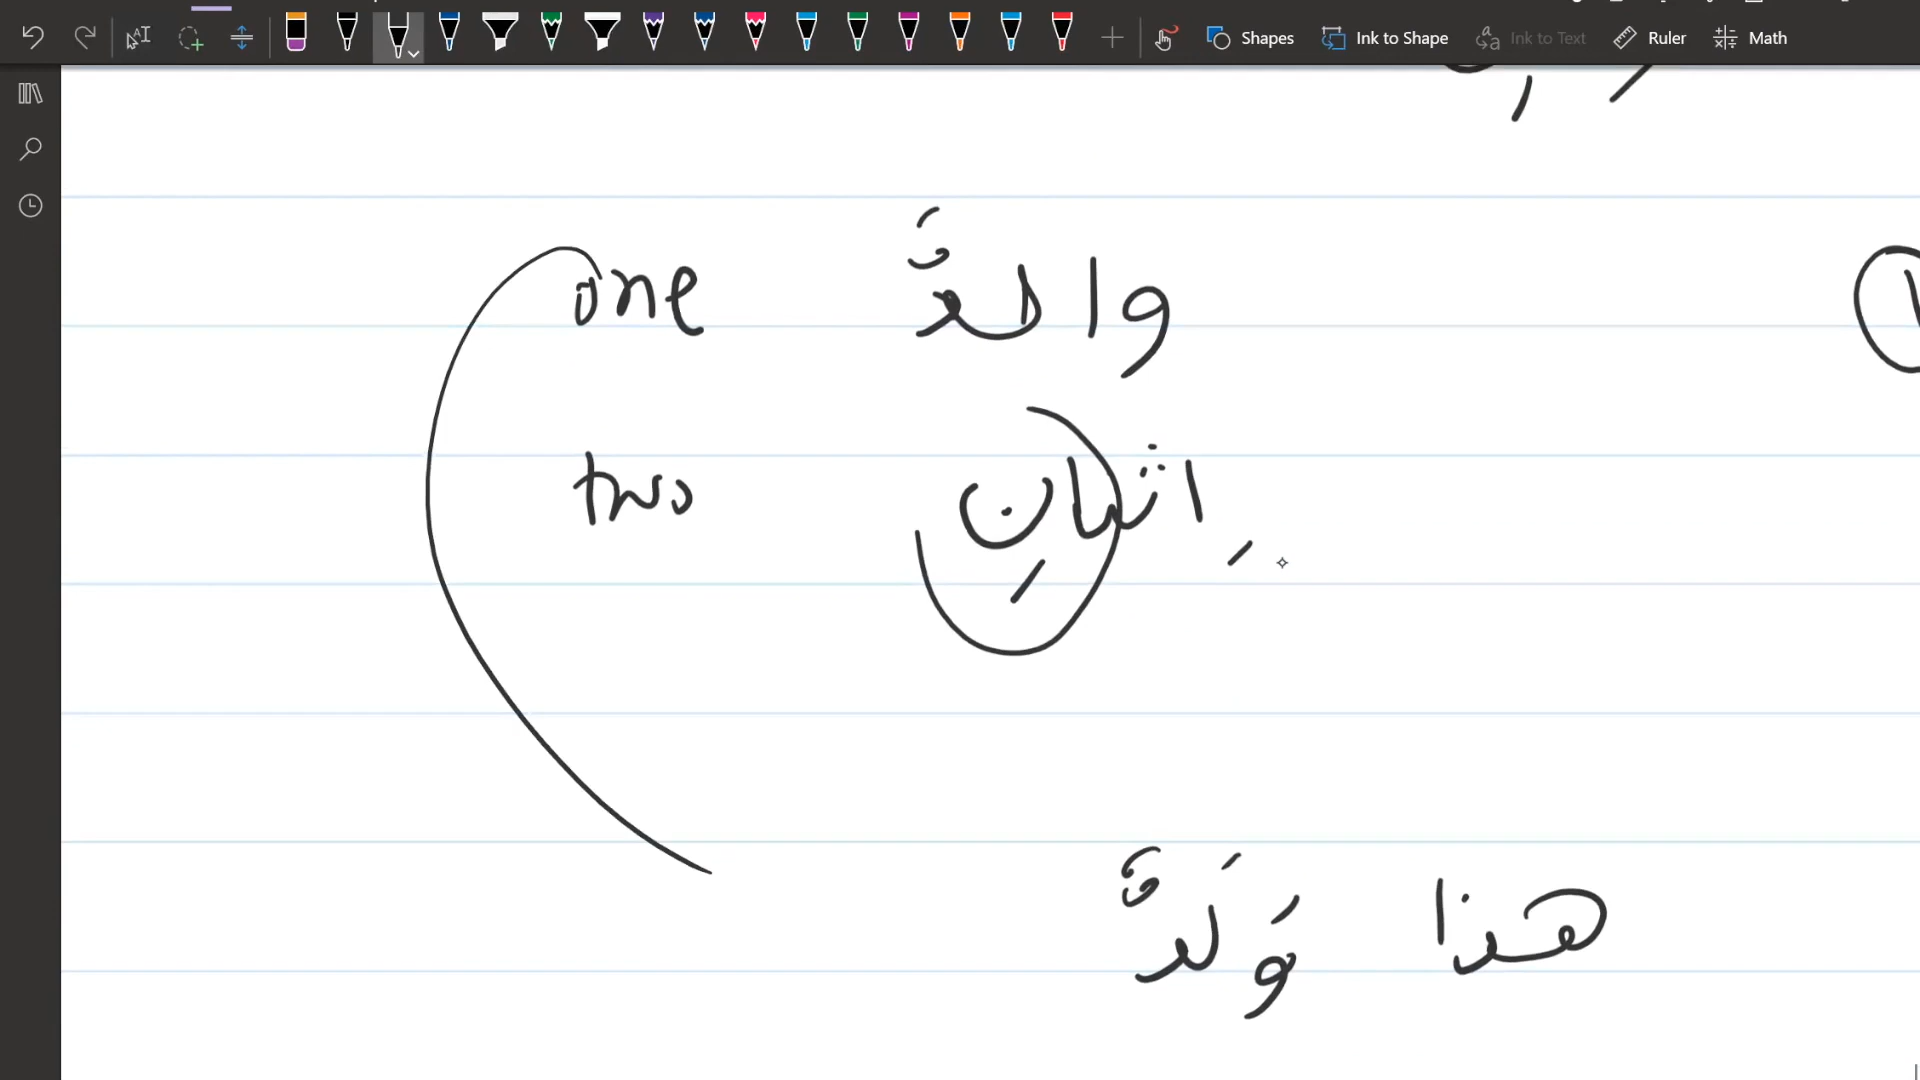 Shapes Ink to Shape Ink to Text Ruler Math
one واحدٌ
two اثنانِ
هذا وَلَدٌ